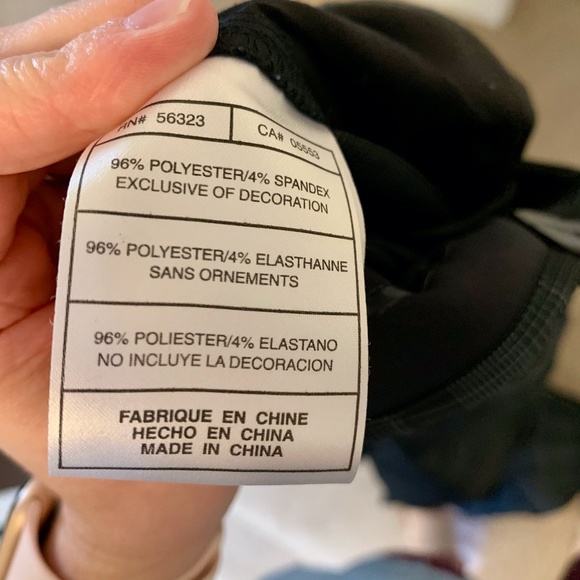 RN# 56323
CA# 05553
96% POLYESTER/4% SPANDEX
EXCLUSIVE OF DECORATION
96% POLYESTER/4% ELASTHANNE
SANS ORNEMENTS
96% POLIESTER/4% ELASTANO
NO INCLUYE LA DECORACION
FABRIQUE EN CHINE
HECHO EN CHINA
MADE IN CHINA